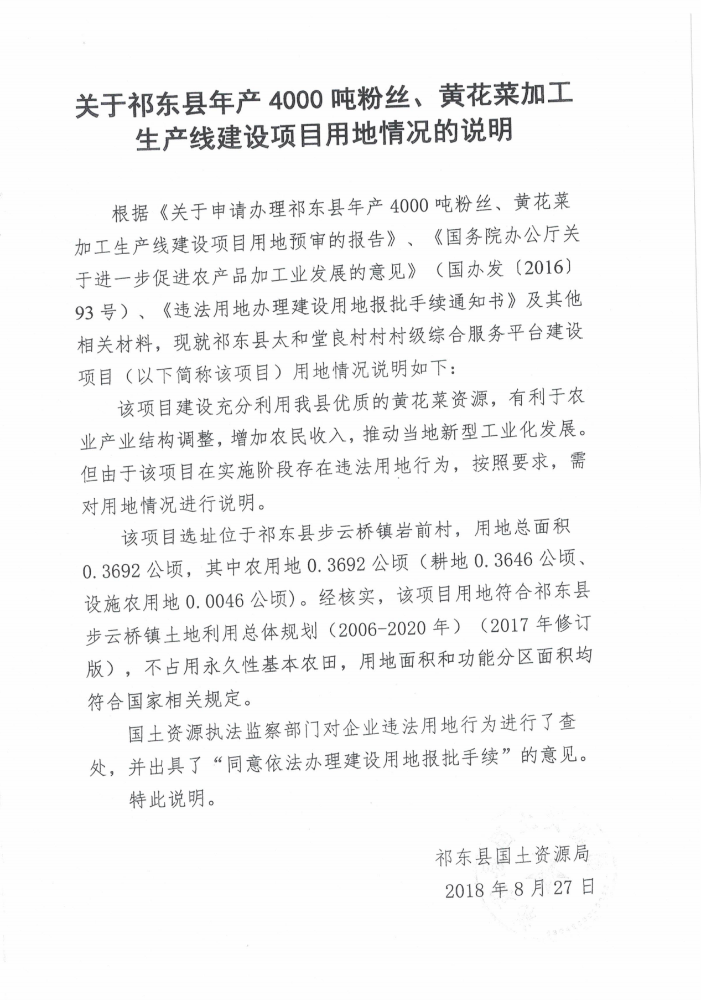 关于祁东县年产 4000 吨粉丝、黄花菜加工
生产线建设项目用地情况的说明
根据《关于申请办理祁东县年产 4000 吨粉丝、黄花菜
加工生产线建设项目用地预审的报告》、《国务院办公厅关
于进一步促进农产品加工业发展的意见》（国办发〔2016〕
93 号）、《违法用地办理建设用地报批手续通知书》及其他
相关材料，现就祁东县太和堂良村村村级综合服务平台建设
项目（以下简称该项目）用地情况说明如下：
该项目建设充分利用我县优质的黄花菜资源，有利于农
业产业结构调整，增加农民收入，推动当地新型工业化发展。
但由于该项目在实施阶段存在违法用地行为，按照要求，需
对用地情况进行说明。
该项目选址位于祁东县步云桥镇岩前村，用地总面积
0.3692 公顷，其中农用地 0.3692 公顷（耕地 0.3646 公顷、
设施农用地 0.0046 公顷)。经核实，该项目用地符合祁东县
步云桥镇土地利用总体规划（2006-2020 年）（2017 年修订
版），不占用永久性基本农田，用地面积和功能分区面积均
符合国家相关规定。
国土资源执法监察部门对企业违法用地行为进行了查
处，并出具了“同意依法办理建设用地报批手续”的意见。
特此说明。
祁东县国土资源局
2018 年 8 月 27 日